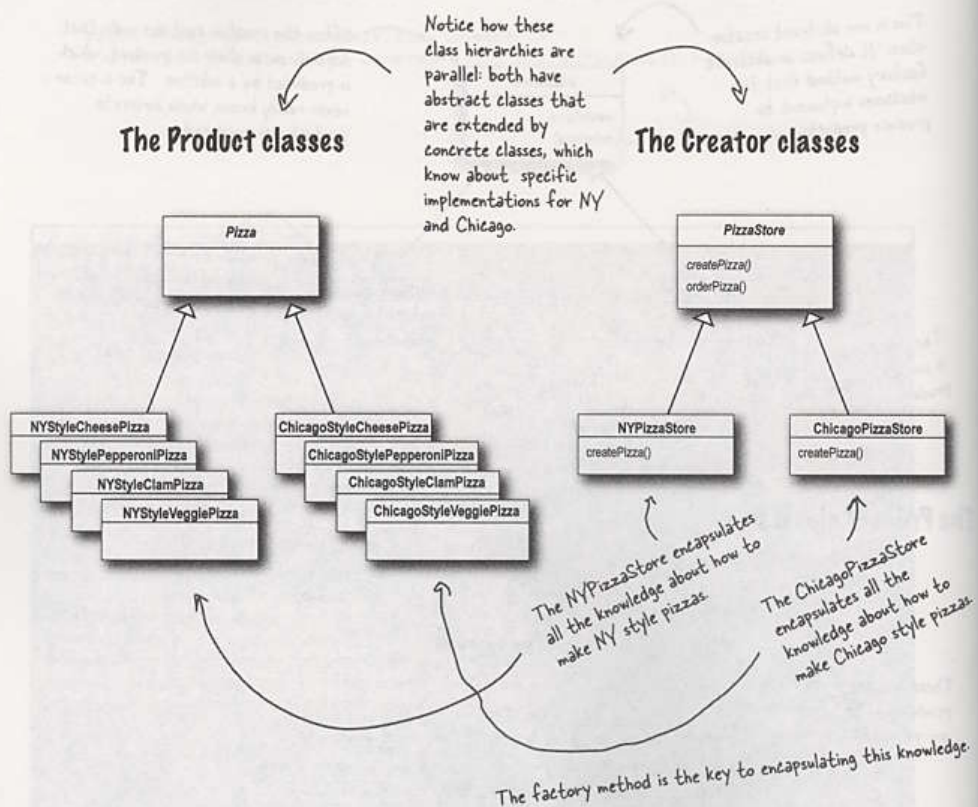 Notice how these
class hierarchies are
parallel: both have
abstract classes that
are extended by
concrete classes, which
know about specific
implementations for NY
and Chicago.
The Product classes
The Creator classes
Pizza
NYStyleCheesePizza
NYStylePepperoniPizza
NYStyleClamPizza
NYStyleVeggiePizza
ChicagoStyleCheesePizza
ChicagoStylePepperoniPizza
ChicagoStyleClamPizza
ChicagoStyleVeggiePizza
PizzaStore
createPizza()
orderPizza()
NYPizzaStore
createPizza()
ChicagoPizzaStore
createPizza()
The NYPizzaStore encapsulates
all the knowledge about how to
make NY style pizzas.
The ChicagoPizzaStore
encapsulates all the
knowledge about how to
make Chicago style pizzas.
The factory method is the key to encapsulating this knowledge.